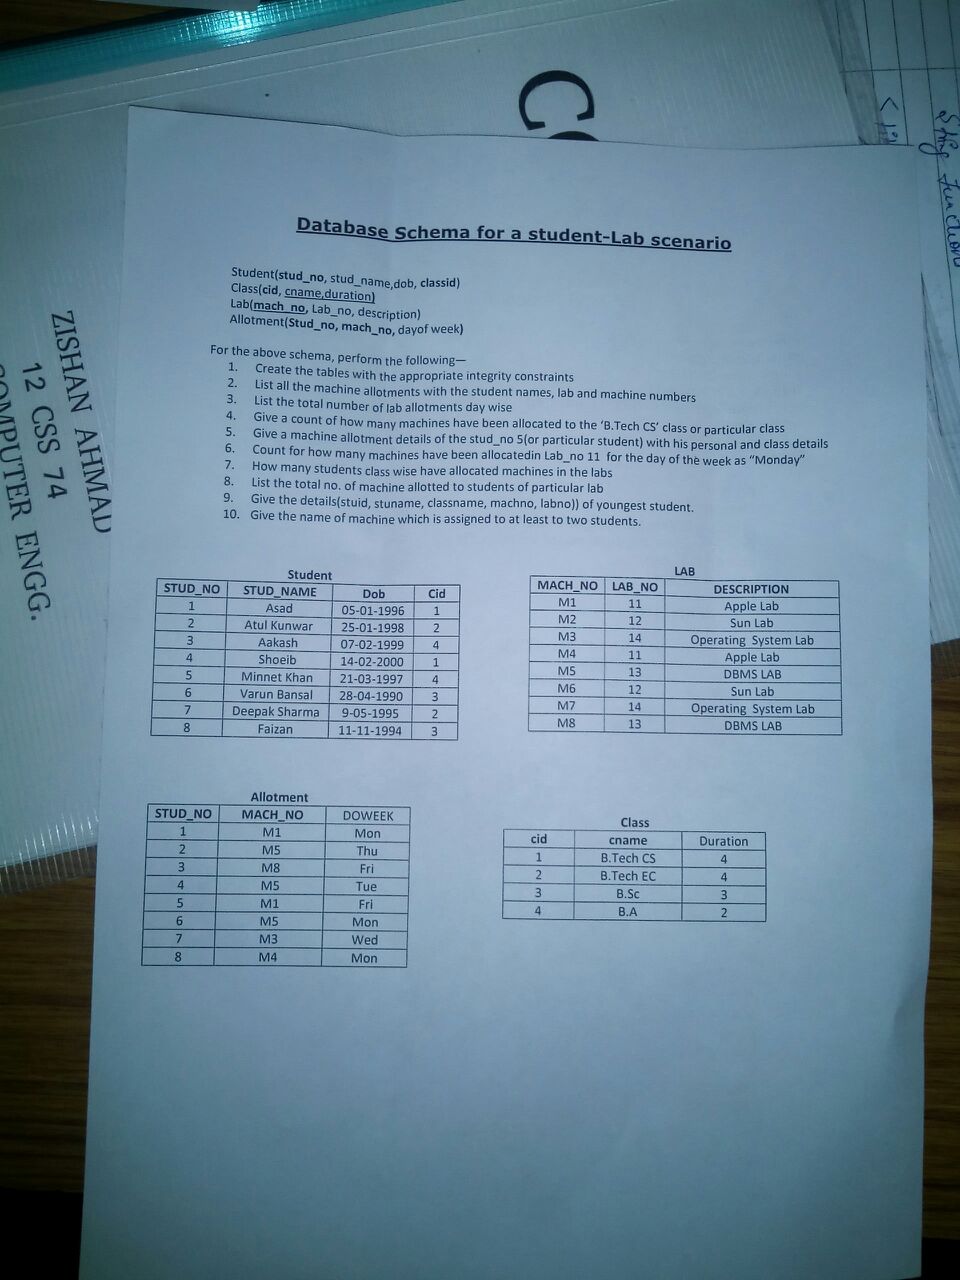 CO
String Functions
ZISHAN AHMAD
12 CSS 74
COMPUTER ENGG.
Database Schema for a student-Lab scenario
Student(stud_no, stud_name,dob, classid)
Class(cid, cname,duration)
Lab(mach_no, Lab_no, description)
Allotment(Stud_no, mach_no, dayof week)
For the above schema, perform the following—
1. Create the tables with the appropriate integrity constraints
2. List all the machine allotments with the student names, lab and machine numbers
3. List the total number of lab allotments day wise
4. Give a count of how many machines have been allocated to the 'B.Tech CS' class or particular class
5. Give a machine allotment details of the stud_no 5(or particular student) with his personal and class details
6. Count for how many machines have been allocatedin Lab_no 11 for the day of the week as "Monday"
7. How many students class wise have allocated machines in the labs
8. List the total no. of machine allotted to students of particular lab
9. Give the details(stuid, stuname, classname, machno, labno)) of youngest student.
10. Give the name of machine which is assigned to at least to two students.
Student
STUD_NO STUD_NAME Dob Cid
1 Asad 05-01-1996 1
2 Atul Kunwar 25-01-1998 2
3 Aakash 07-02-1999 4
4 Shoeib 14-02-2000 1
5 Minnet Khan 21-03-1997 4
6 Varun Bansal 28-04-1990 3
7 Deepak Sharma 9-05-1995 2
8 Faizan 11-11-1994 3
LAB
MACH_NO LAB_NO DESCRIPTION
M1 11 Apple Lab
M2 12 Sun Lab
M3 14 Operating System Lab
M4 11 Apple Lab
M5 13 DBMS LAB
M6 12 Sun Lab
M7 14 Operating System Lab
M8 13 DBMS LAB
Allotment
STUD_NO MACH_NO DOWEEK
1 M1 Mon
2 M5 Thu
3 M8 Fri
4 M5 Tue
5 M1 Fri
6 M5 Mon
7 M3 Wed
8 M4 Mon
Class
cid cname Duration
1 B.Tech CS 4
2 B.Tech EC 4
3 B.Sc 3
4 B.A 2